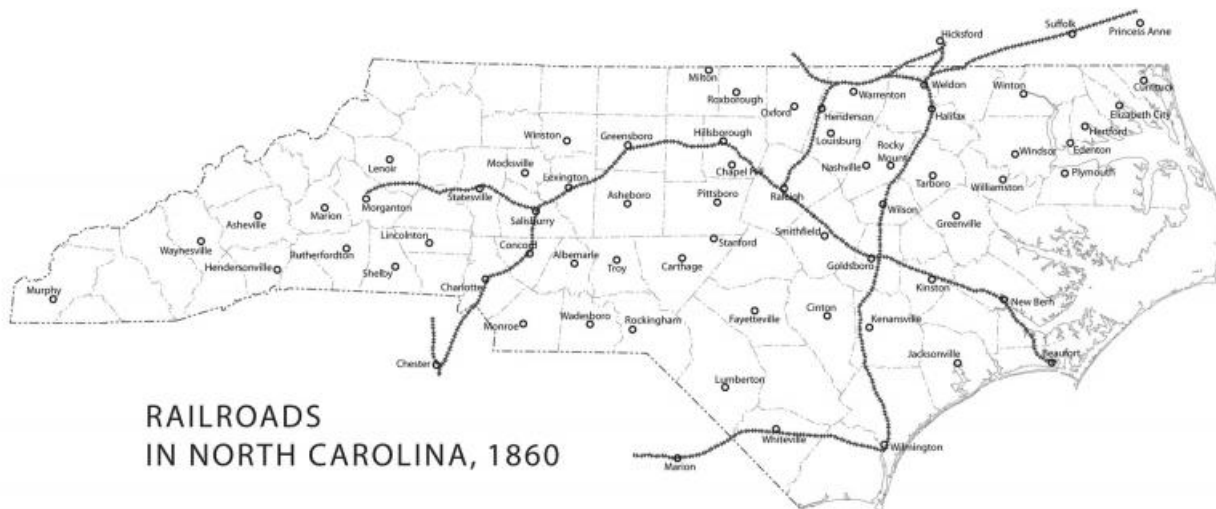 Suffolk
Princess Anne
Hicksford
Milton
Roxborough
Oxford
Warrenton
Weldon
Winton
Currituck
Elizabeth City
Henderson
Halifax
Hertford
Edenton
Winston
Greensboro
Hillsborough
Louisburg
Rocky
Mount
Nashville
Windsor
Plymouth
Lenoir
Mocksville
Lexington
Chapel Hill
Tarboro
Williamston
Morganton
Statesville
Salisburry
Asheboro
Pittsboro
Raleigh
Wilson
Greenville
Asheville
Marion
Lincolnton
Concord
Smithfield
Waynesville
Hendersonville
Rutherfordton
Shelby
Albemarle
Troy
Carthage
Stanford
Goldsboro
Kinston
New Bern
Murphy
Charlotte
Monroe
Wadesboro
Rockingham
Fayetteville
Cinton
Kenansville
Jacksonville
Beaufort
Chester
Lumberton
Whiteville
Wilmington
Marion
RAILROADS
IN NORTH CAROLINA, 1860